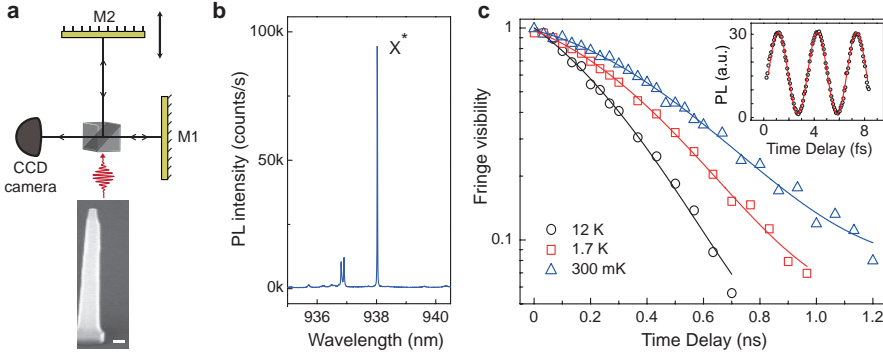 a
M2
M1
CCD
camera
b
X*
PL intensity (counts/s)
100k
50k
0k
936
938
940
Wavelength (nm)
c
Fringe visibility
1
0.1
12 K
1.7 K
300 mK
0.0
0.2
0.4
0.6
0.8
1.0
1.2
Time Delay (ns)
PL (a.u.)
30
0
0
4
8
Time Delay (fs)